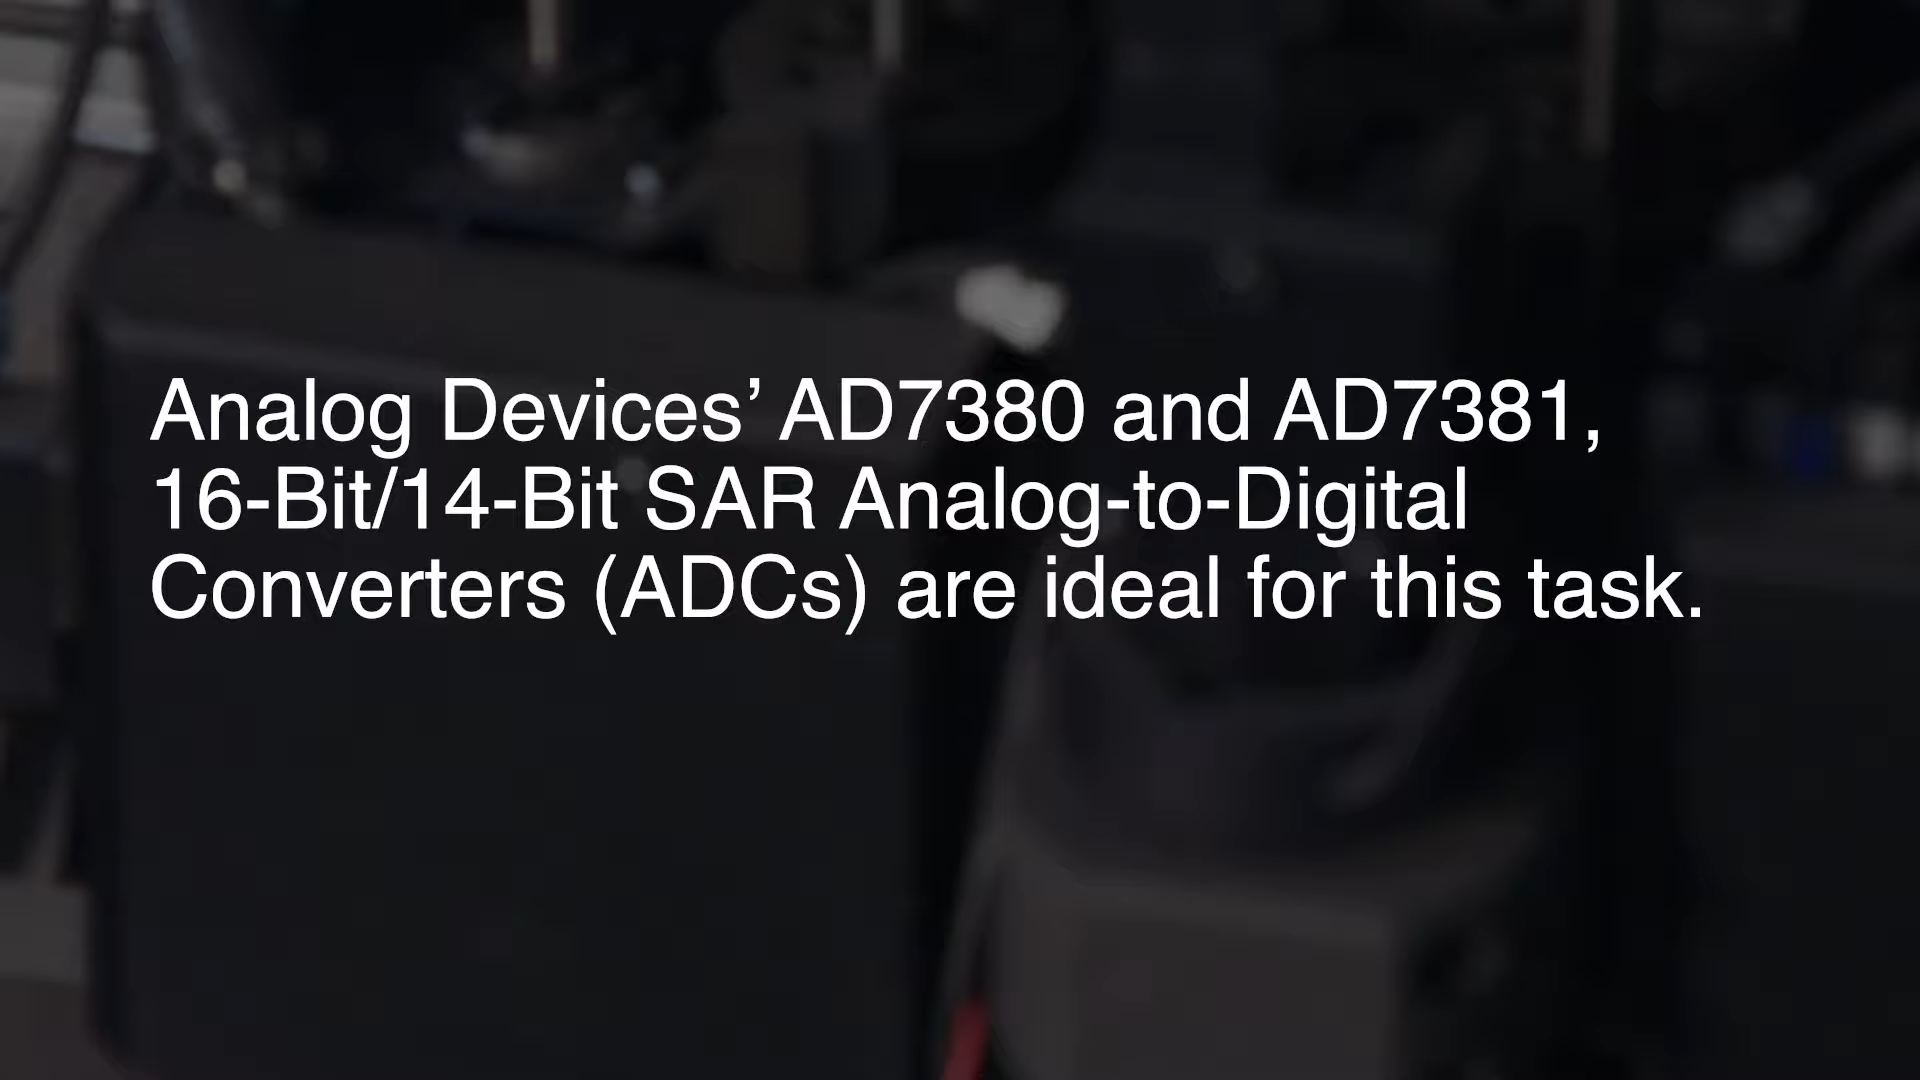 Analog Devices’ AD7380 and AD7381,
16-Bit/14-Bit SAR Analog-to-Digital
Converters (ADCs) are ideal for this task.